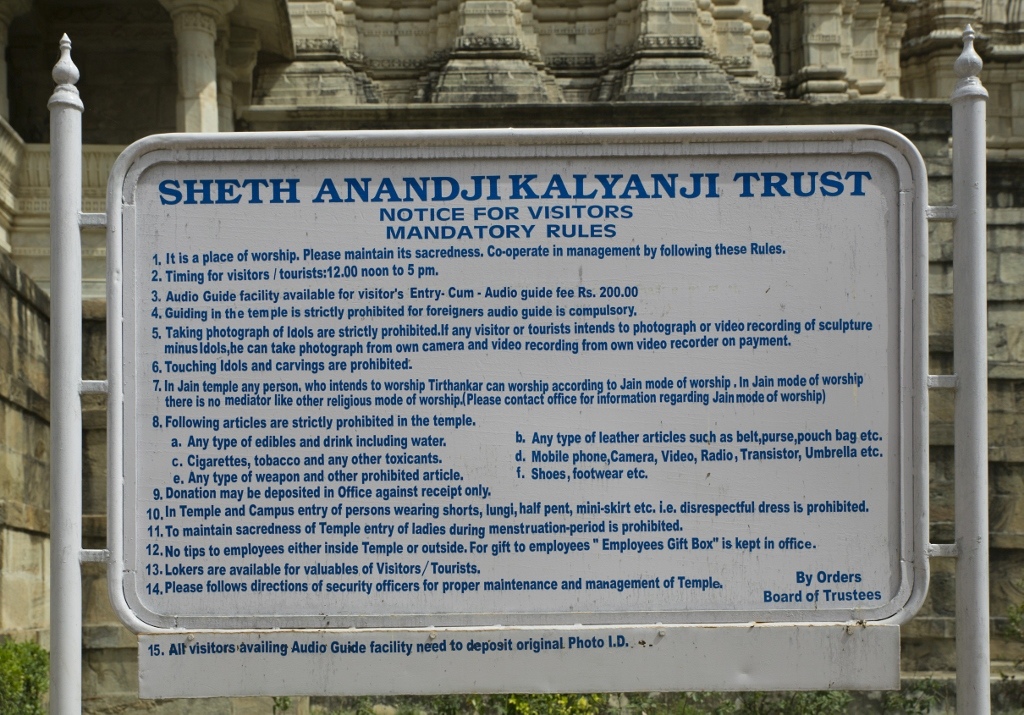 SHETH ANANDJI KALYANJI TRUST
NOTICE FOR VISITORS
MANDATORY RULES
1. It is a place of worship. Please maintain its sacredness. Co-operate in management by following these Rules.
2. Timing for visitors / tourists:12.00 noon to 5 pm.
3. Audio Guide facility available for visitor's Entry- Cum - Audio guide fee Rs. 200.00
4. Guiding in the temple is strictly prohibited for foreigners audio guide is compulsory.
5. Taking photograph of Idols are strictly prohibited.If any visitor or tourists intends to photograph or video recording of sculpture
minus Idols,he can take photograph from own camera and video recording from own video recorder on payment.
6. Touching Idols and carvings are prohibited.
7. In Jain temple any person, who intends to worship Tirthankar can worship according to Jain mode of worship . In Jain mode of worship
there is no mediator like other religious mode of worship.(Please contact office for information regarding Jain mode of worship)
8. Following articles are strictly prohibited in the temple.
a. Any type of edibles and drink including water. b. Any type of leather articles such as belt,purse,pouch bag etc.
c. Cigarettes, tobacco and any other toxicants. d. Mobile phone,Camera, Video, Radio, Transistor, Umbrella etc.
e. Any type of weapon and other prohibited article. f. Shoes, footwear etc.
9. Donation may be deposited in Office against receipt only.
10. In Temple and Campus entry of persons wearing shorts, lungi, half pent, mini-skirt etc. i.e. disrespectful dress is prohibited.
11. To maintain sacredness of Temple entry of ladies during menstruation-period is prohibited.
12. No tips to employees either inside Temple or outside. For gift to employees " Employees Gift Box" is kept in office.
13. Lokers are available for valuables of Visitors/ Tourists.
14. Please follows directions of security officers for proper maintenance and management of Temple.
By Orders
Board of Trustees
15. All visitors availing Audio Guide facility need to deposit original Photo I.D.